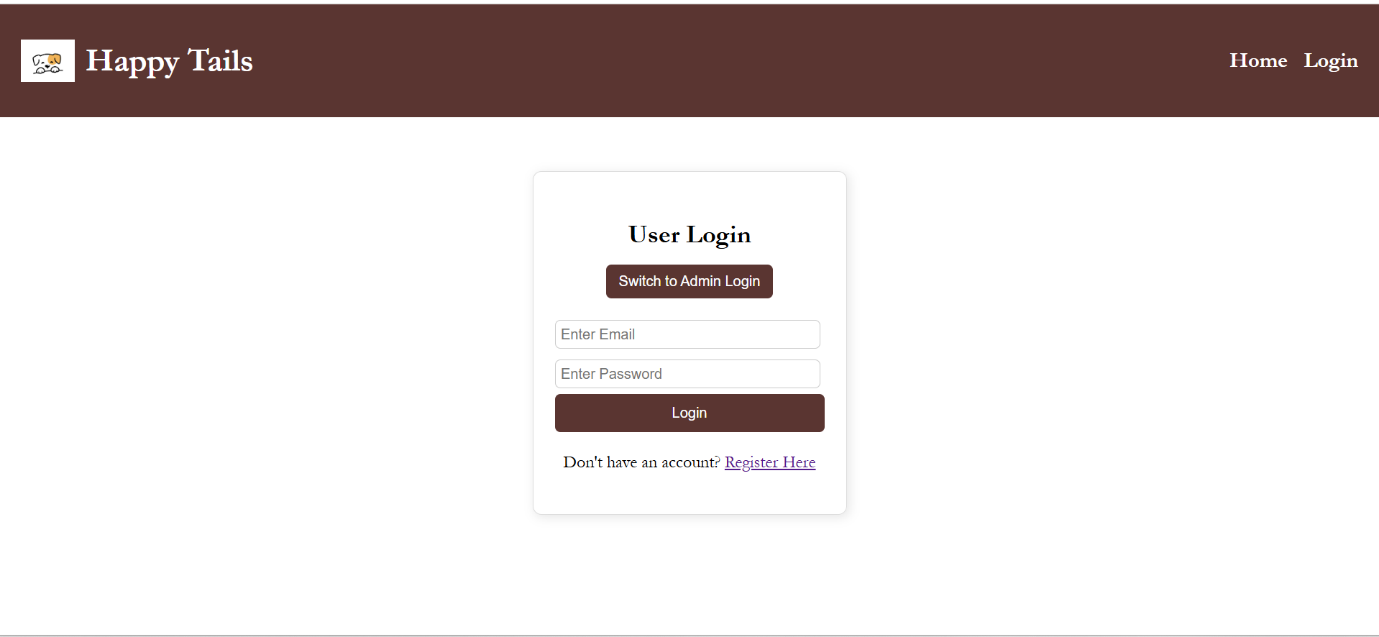 Happy Tails
Home Login
User Login
Switch to Admin Login
Enter Email
Enter Password
Login
Don't have an account? Register Here